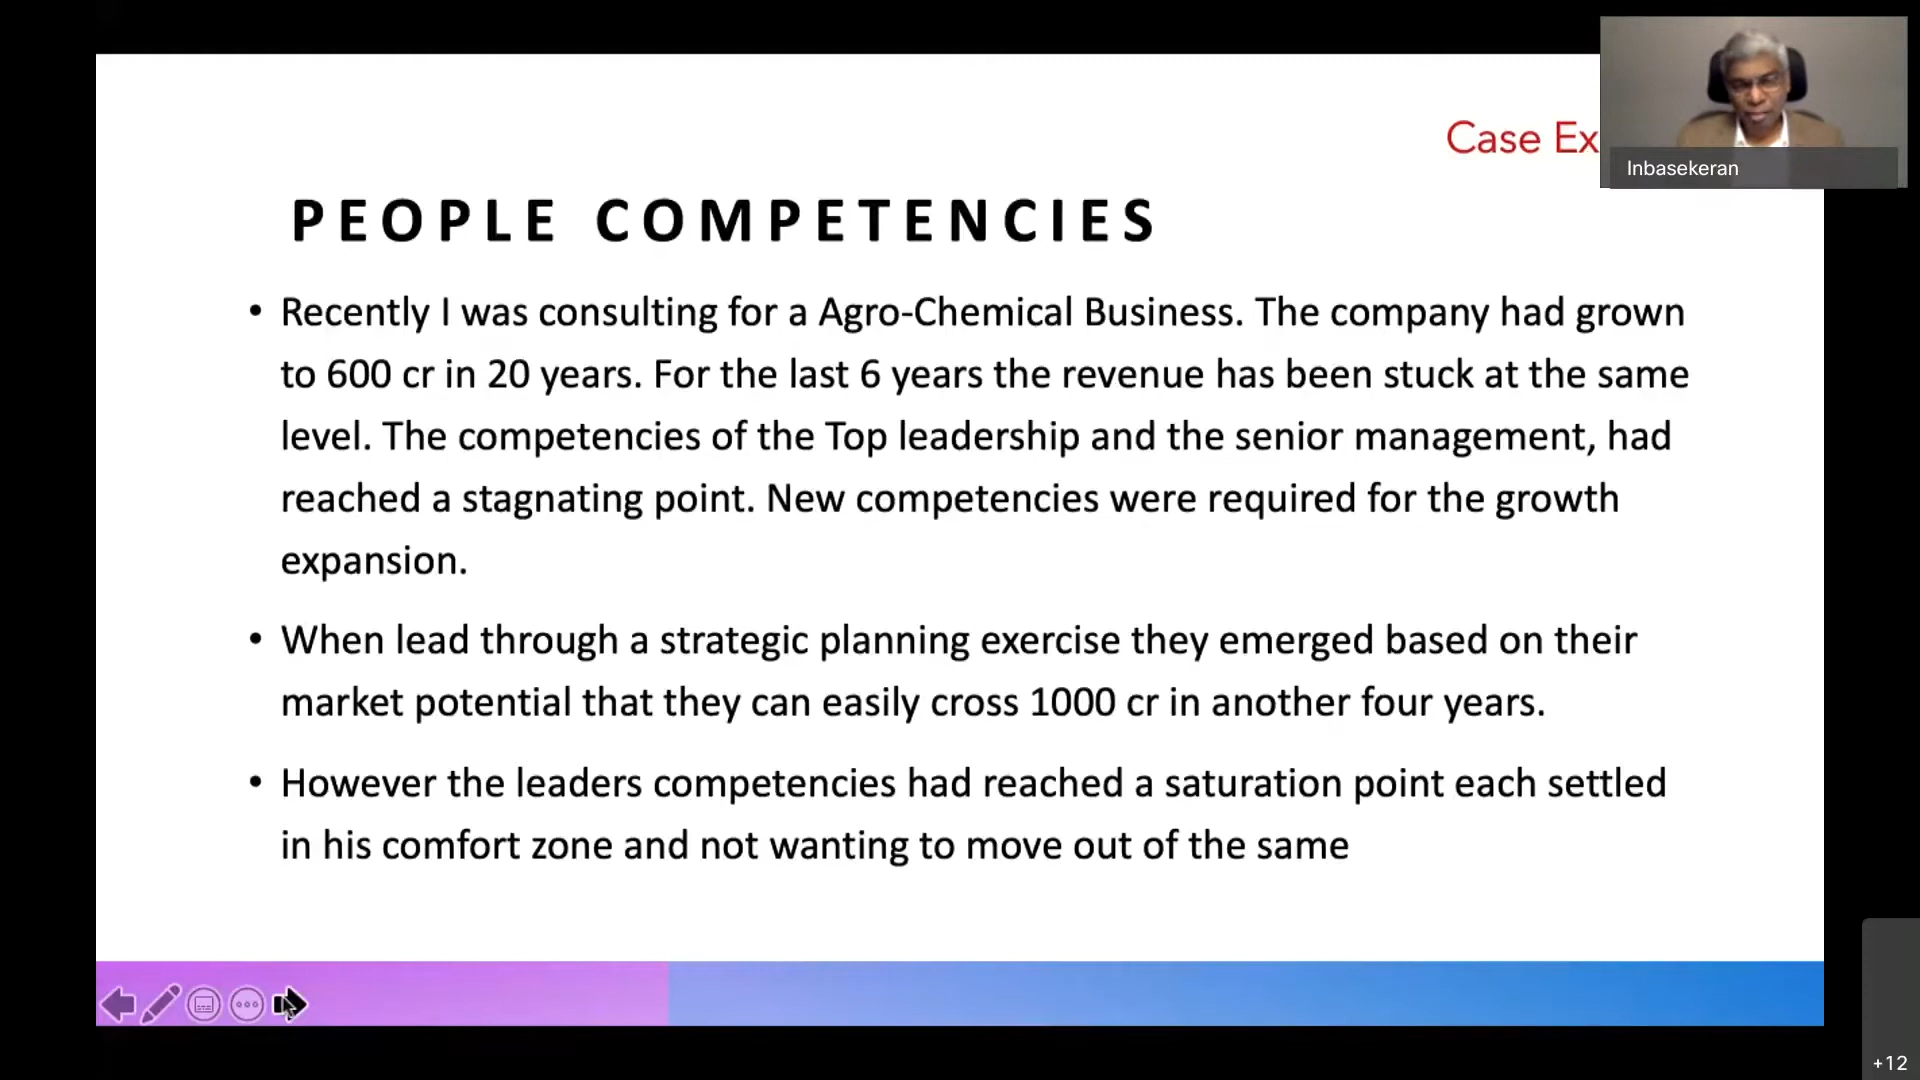 Case Ex
Inbasekeran
PEOPLE COMPETENCIES
• Recently I was consulting for a Agro-Chemical Business. The company had grown
to 600 cr in 20 years. For the last 6 years the revenue has been stuck at the same
level. The competencies of the Top leadership and the senior management, had
reached a stagnating point. New competencies were required for the growth
expansion.
• When lead through a strategic planning exercise they emerged based on their
market potential that they can easily cross 1000 cr in another four years.
• However the leaders competencies had reached a saturation point each settled
in his comfort zone and not wanting to move out of the same
+12